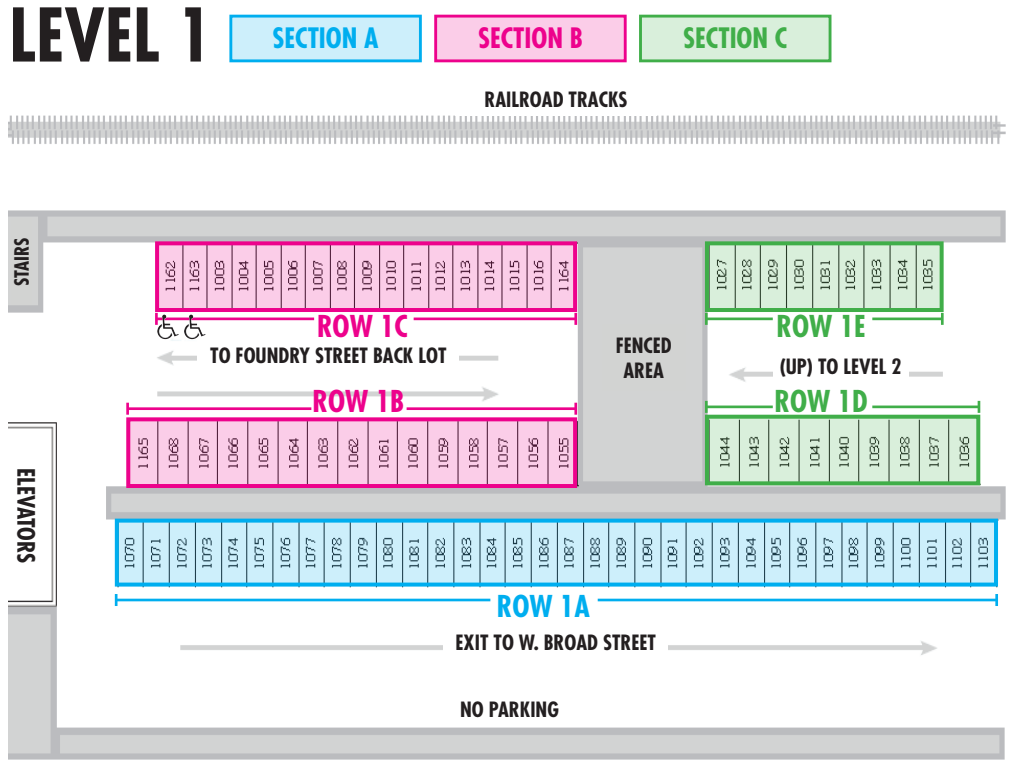 LEVEL 1
SECTION A
SECTION B
SECTION C
RAILROAD TRACKS
STAIRS
1162 1163 1003 1004 1005 1006 1007 1008 1009 1010 1011 1012 1013 1014 1015 1016 1164
1027 1028 1029 1030 1031 1032 1033 1034 1035
ROW 1C
ROW 1E
TO FOUNDRY STREET BACK LOT
FENCED
AREA
(UP) TO LEVEL 2
ROW 1B
ROW 1D
1165 1068 1067 1066 1065 1064 1063 1062 1061 1060 1059 1058 1057 1056 1055
1044 1043 1042 1041 1040 1039 1038 1037 1036
ELEVATORS
1070 1071 1072 1073 1074 1075 1076 1077 1078 1079 1080 1081 1082 1083 1084 1085 1086 1087 1088 1089 1090 1091 1092 1093 1094 1095 1096 1097 1098 1099 1100 1101 1102 1103
ROW 1A
EXIT TO W. BROAD STREET
NO PARKING